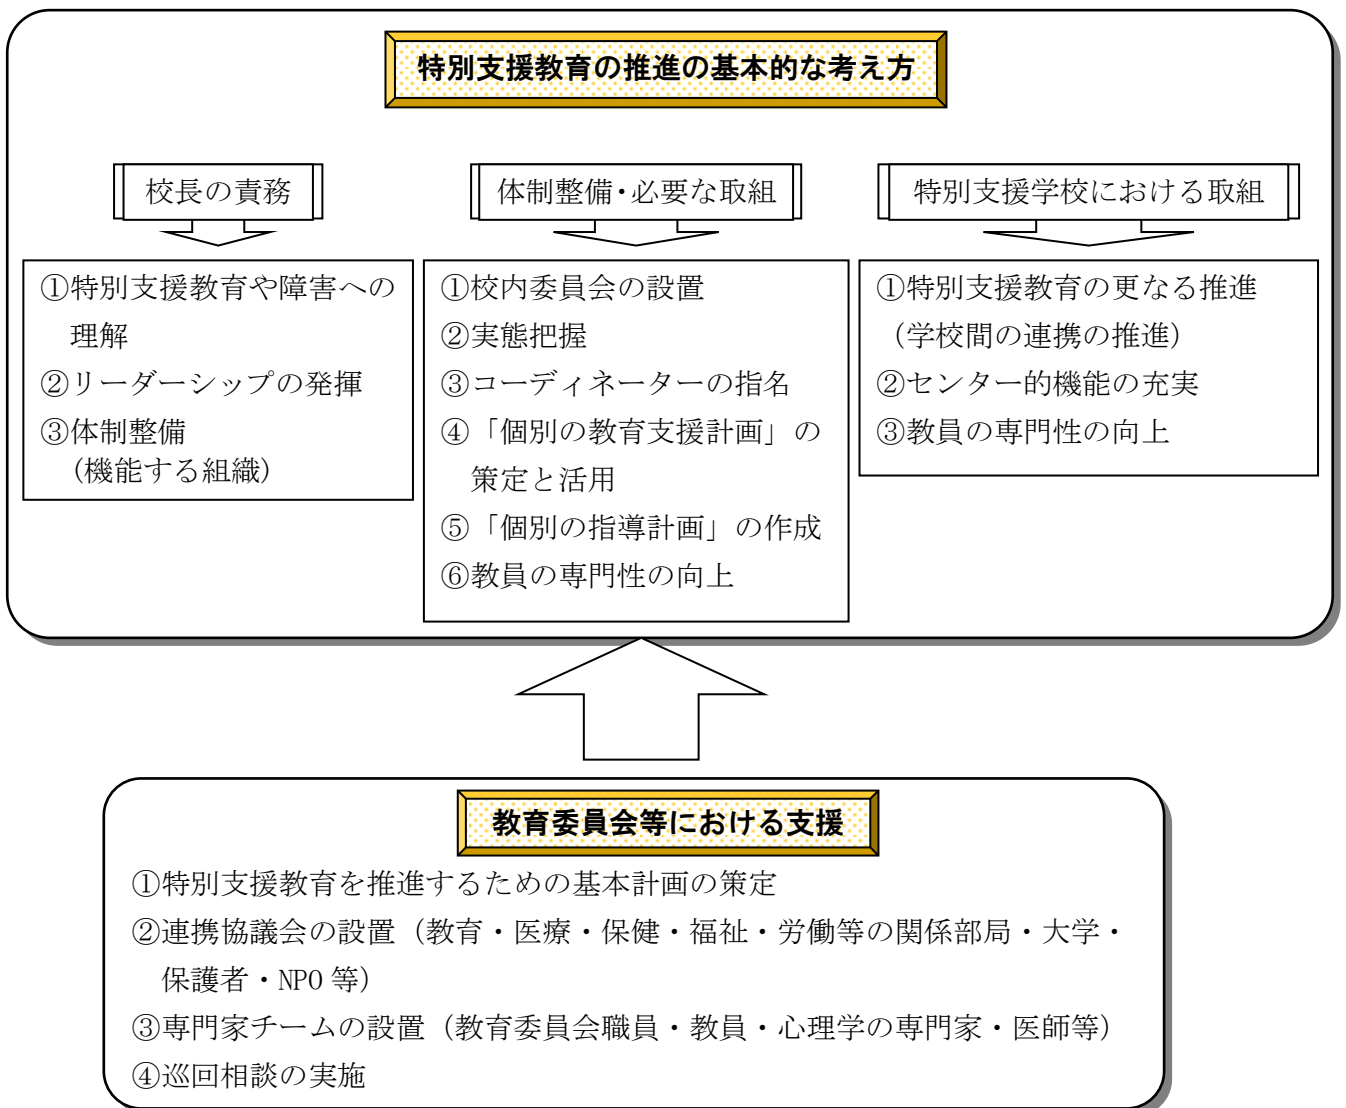 特別支援教育の推進の基本的な考え方
校長の責務
①特別支援教育や障害への
理解
②リーダーシップの発揮
③体制整備
（機能する組織）
体制整備・必要な取組
①校内委員会の設置
②実態把握
③コーディネーターの指名
④「個別の教育支援計画」の
策定と活用
⑤「個別の指導計画」の作成
⑥教員の専門性の向上
特別支援学校における取組
①特別支援教育の更なる推進
（学校間の連携の推進）
②センター的機能の充実
③教員の専門性の向上
教育委員会等における支援
①特別支援教育を推進するための基本計画の策定
②連携協議会の設置（教育・医療・保健・福祉・労働等の関係部局・大学・
保護者・NPO 等）
③専門家チームの設置（教育委員会職員・教員・心理学の専門家・医師等）
④巡回相談の実施